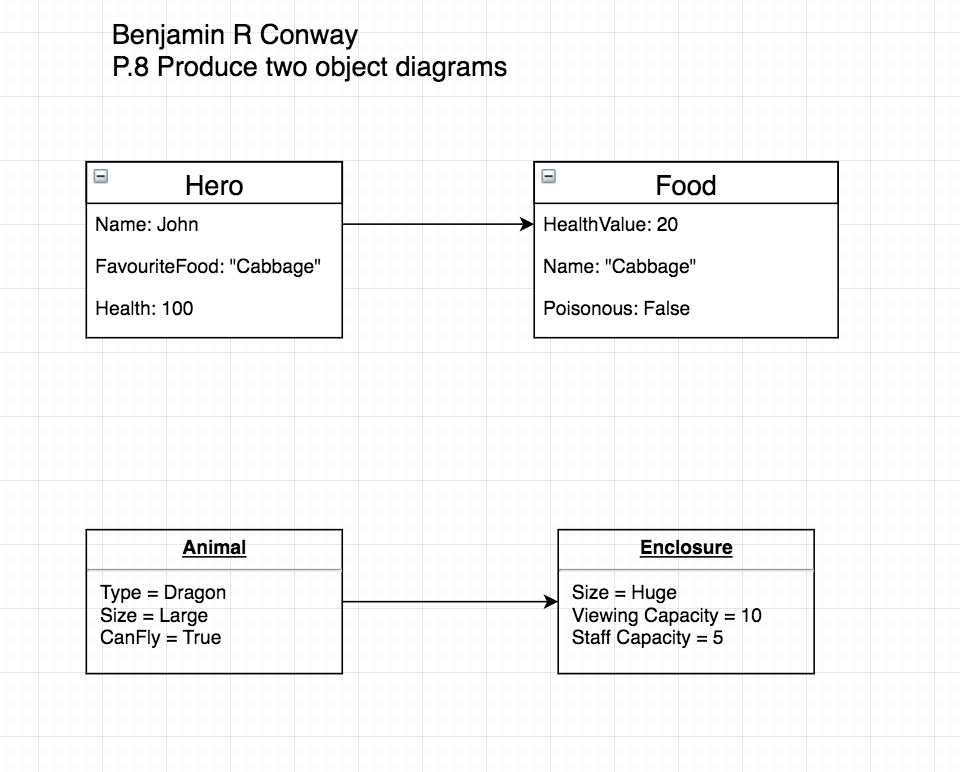 Benjamin R Conway
P.8 Produce two object diagrams
Hero
Name: John
FavouriteFood: "Cabbage"
Health: 100
Food
HealthValue: 20
Name: "Cabbage"
Poisonous: False
Animal
Type = Dragon
Size = Large
CanFly = True
Enclosure
Size = Huge
Viewing Capacity = 10
Staff Capacity = 5